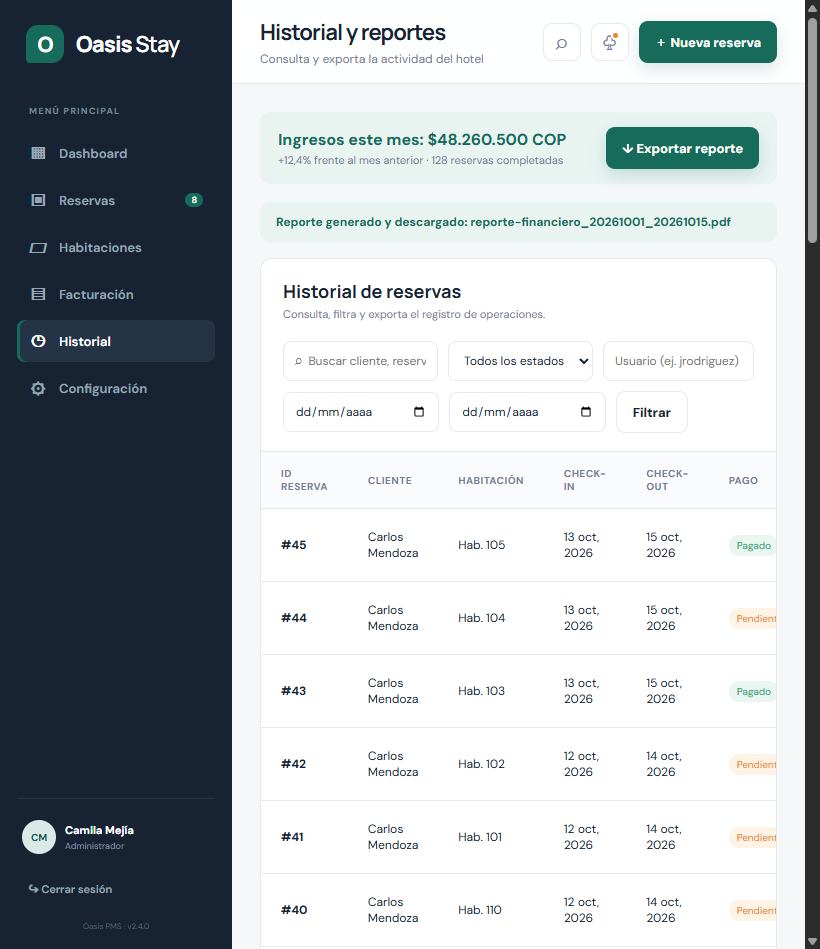 O Oasis Stay
MENÚ PRINCIPAL
Dashboard
Reservas 8
Habitaciones
Facturación
Historial
Configuración
CM Camila Mejía
Administrador
Cerrar sesión
Oasis PMS · v2.4.0
Historial y reportes
Consulta y exporta la actividad del hotel
+ Nueva reserva
Ingresos este mes: $48.260.500 COP
+12,4% frente al mes anterior · 128 reservas completadas
↓ Exportar reporte
Reporte generado y descargado: reporte-financiero_20261001_20261015.pdf
Historial de reservas
Consulta, filtra y exporta el registro de operaciones.
Buscar cliente, reserv
Todos los estados
Usuario (ej. jrodriguez)
dd/mm/aaaa
dd/mm/aaaa
Filtrar
ID RESERVA CLIENTE HABITACIÓN CHECK-IN CHECK-OUT PAGO
#45 Carlos Mendoza Hab. 105 13 oct, 2026 15 oct, 2026 Pagado
#44 Carlos Mendoza Hab. 104 13 oct, 2026 15 oct, 2026 Pendient
#43 Carlos Mendoza Hab. 103 13 oct, 2026 15 oct, 2026 Pagado
#42 Carlos Mendoza Hab. 102 12 oct, 2026 14 oct, 2026 Pendient
#41 Carlos Mendoza Hab. 101 12 oct, 2026 14 oct, 2026 Pendient
#40 Carlos Mendoza Hab. 110 12 oct, 2026 14 oct, 2026 Pendient